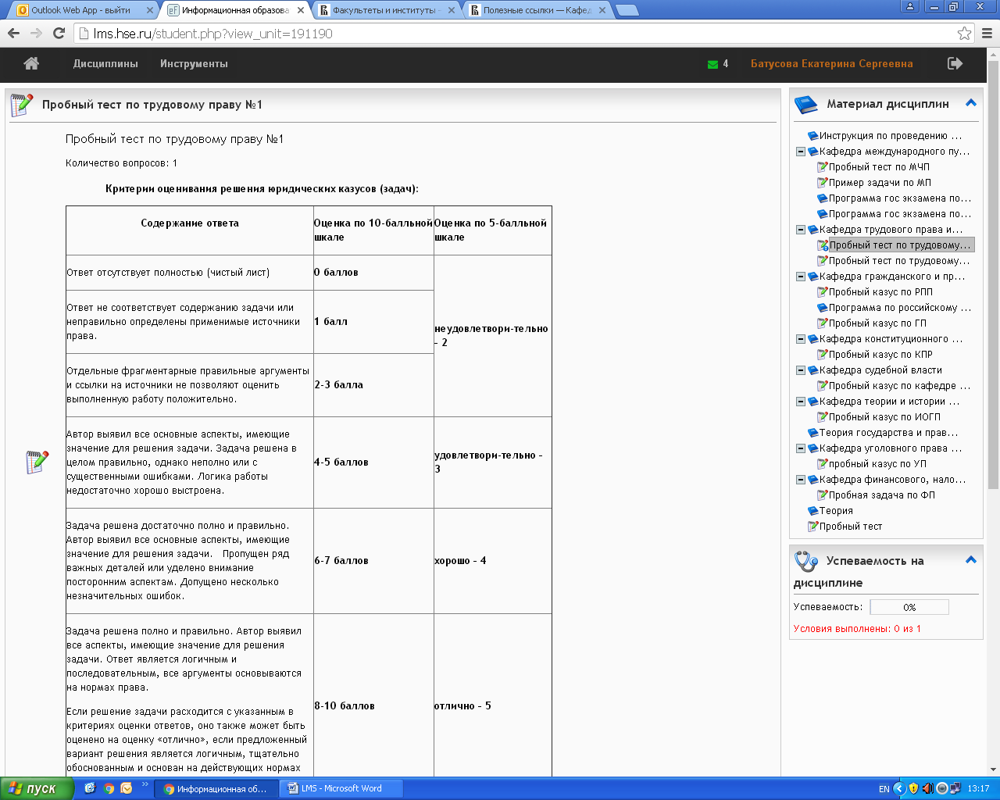 Outlook Web App - выйти
Информационная образова
Факультеты и институты -
Полезные ссылки — Кафед
lms.hse.ru/student.php?view_unit=191190
Дисциплины
Инструменты
4
Батусова Екатерина Сергеевна
Пробный тест по трудовому праву №1
Пробный тест по трудовому праву №1
Количество вопросов: 1
Критерии оценивания решения юридических казусов (задач):
Содержание ответа
Оценка по 10-балльной
шкале
Оценка по 5-балльной
шкале
Ответ отсутствует полностью (чистый лист)
0 баллов
неудовлетвори-тельно
- 2
Ответ не соответствует содержанию задачи или
неправильно определены применимые источники
права.
1 балл
Отдельные фрагментарные правильные аргументы
и ссылки на источники не позволяют оценить
выполненную работу положительно.
2-3 балла
Автор выявил все основные аспекты, имеющие
значение для решения задачи. Задача решена в
целом правильно, однако неполно или с
существенными ошибками. Логика работы
недостаточно хорошо выстроена.
4-5 баллов
удовлетвори-тельно -
3
Задача решена достаточно полно и правильно.
Автор выявил все основные аспекты, имеющие
значение для решения задачи. Пропущен ряд
важных деталей или уделено внимание
посторонним аспектам. Допущено несколько
незначительных ошибок.
6-7 баллов
хорошо - 4
Задача решена полно и правильно. Автор выявил
все аспекты, имеющие значение для решения
задачи. Ответ является логичным и
последовательным, все аргументы основываются
на нормах права.
Если решение задачи расходится с указанным в
критериях оценки ответов, оно также может быть
оценено на оценку «отлично», если предложенный
вариант решения является логичным, тщательно
обоснованным и основан на действующих нормах
8-10 баллов
отлично - 5
Материал дисциплин
Инструкция по проведению ...
Кафедра международного пу...
Пробный тест по МЧП
Пример задачи по МП
Программа гос экзамена по...
Программа гос экзамена по...
Кафедра трудового права и...
Пробный тест по трудовому...
Пробный тест по трудовому...
Кафедра гражданского и пр...
Пробный казус по РПП
Программа по российскому ...
Пробный казус по ГП
Кафедра конституционного ...
Пробный казус по КПР
Кафедра судебной власти
Пробный казус по кафедре ...
Кафедра теории и истории ...
Пробный казус по ИОГП
Теория государства и прав...
Кафедра уголовного права ...
пробный казус по УП
Кафедра финансового, нало...
Пробная задача по ФП
Теория
Пробный тест
Успеваемость на
дисциплине
Успеваемость:
0%
Условия выполнены: 0 из 1
пуск
Информационная об...
LMS - Microsoft Word
EN
13:17